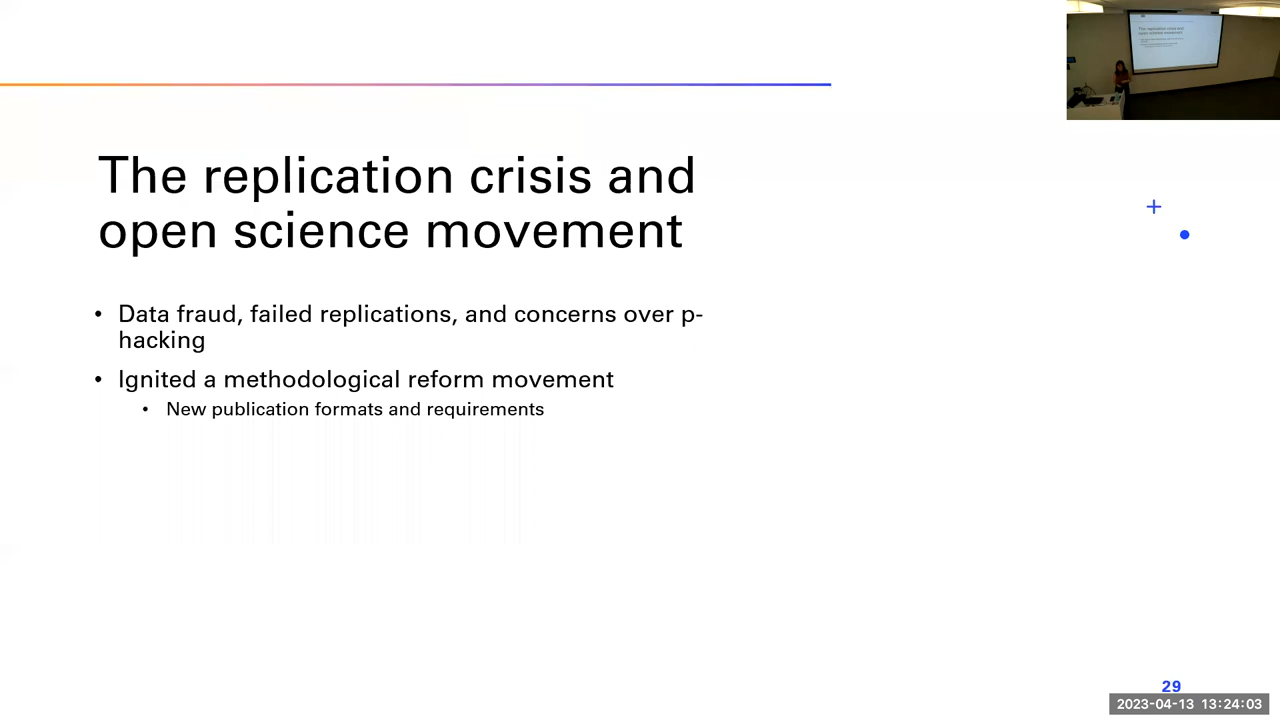 The replication crisis and
open science movement
• Data fraud, failed replications, and concerns over p-
hacking
• Ignited a methodological reform movement
• New publication formats and requirements
29
2023-04-13 13:24:03